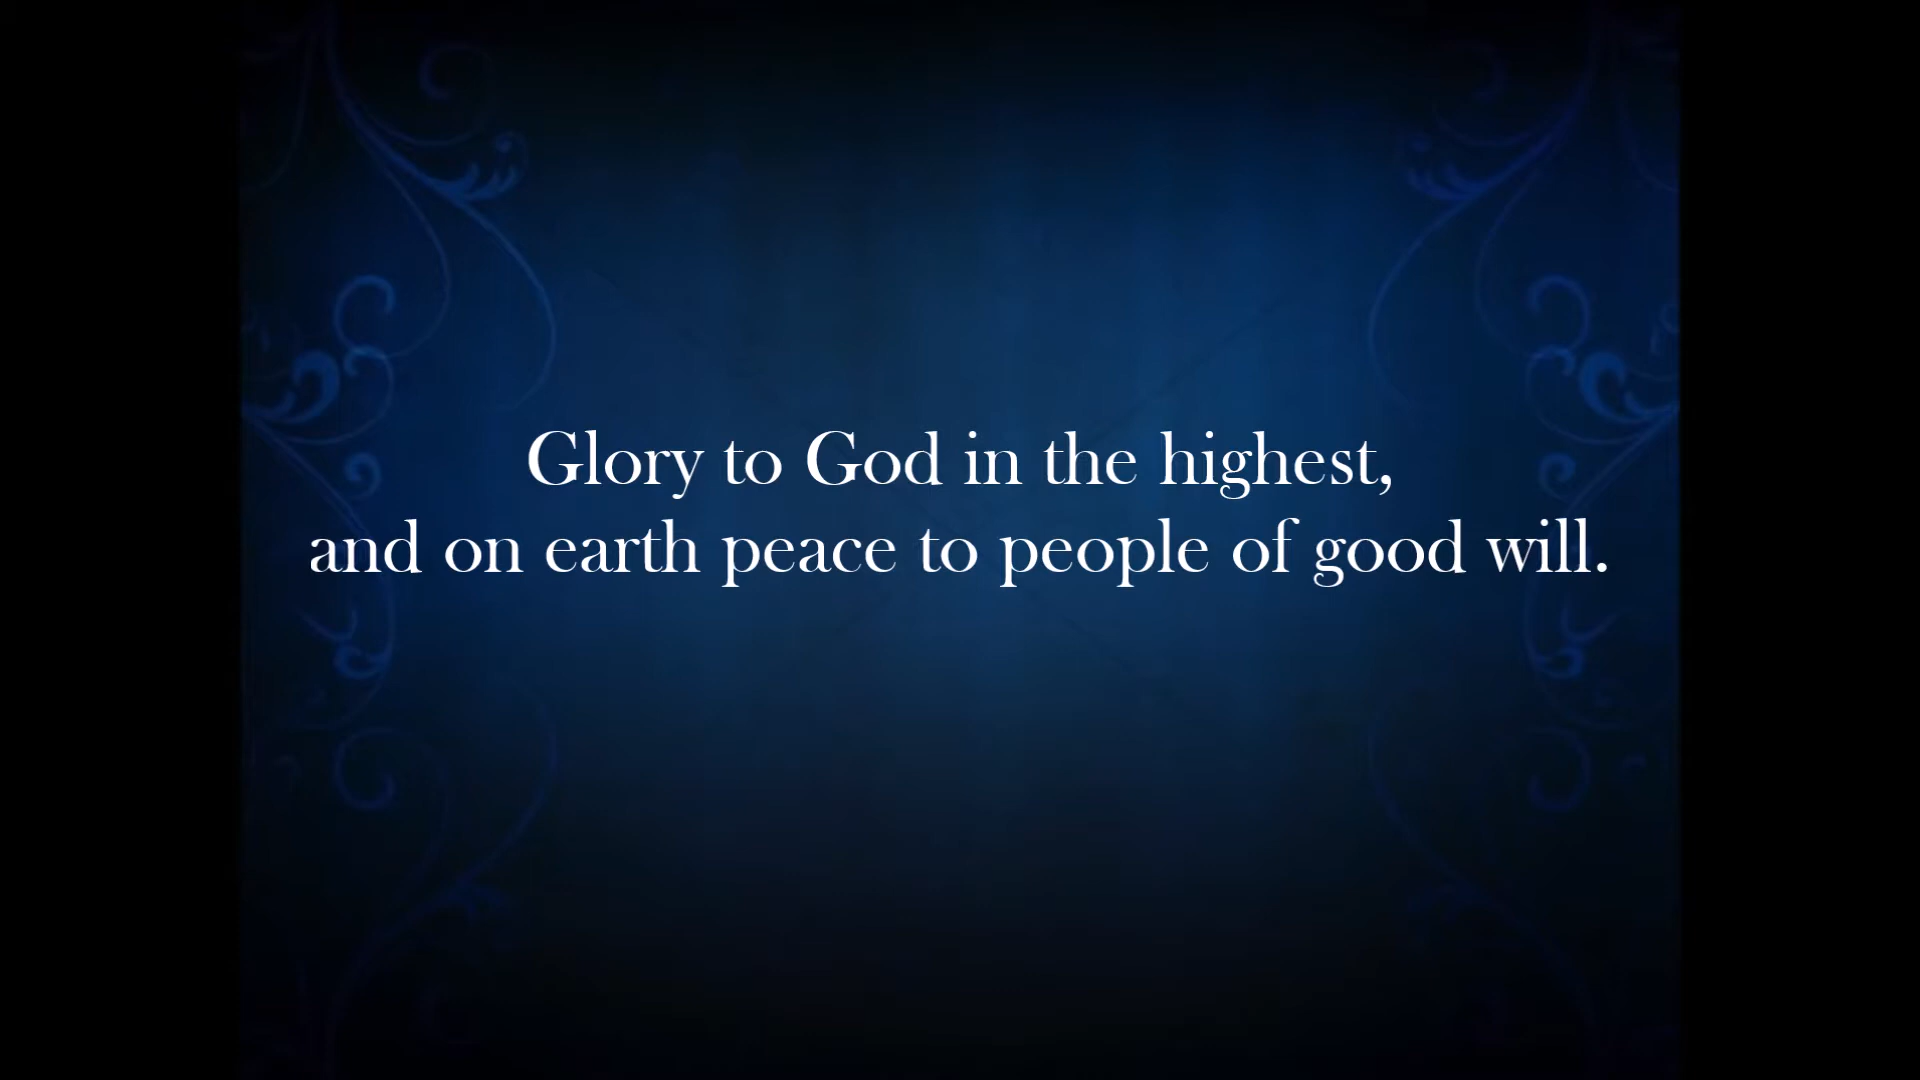 Glory to God in the highest,
and on earth peace to people of good will.